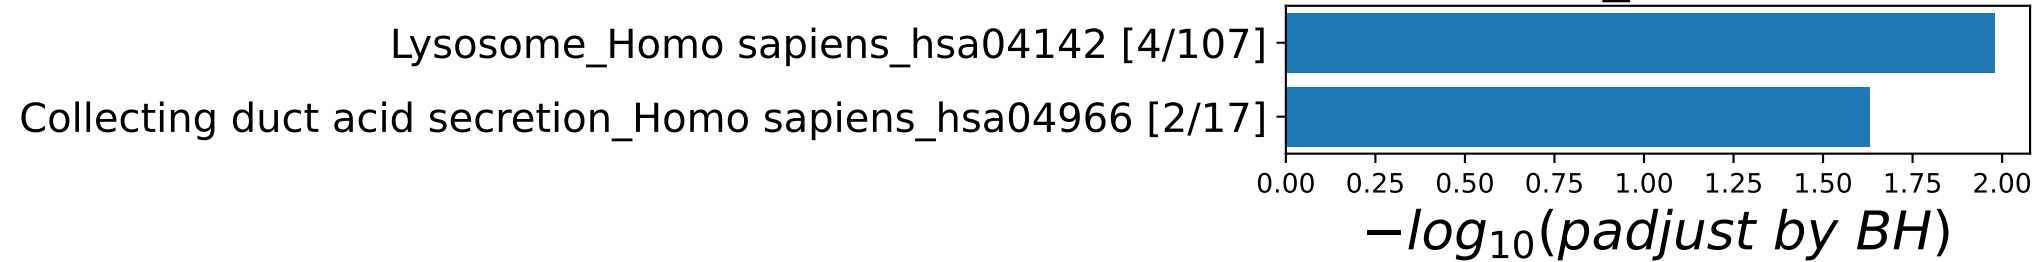 Lysosome_Homo sapiens_hsa04142 [4/107]
Collecting duct acid secretion_Homo sapiens_hsa04966 [2/17]
0.00 0.25 0.50 0.75 1.00 1.25 1.50 1.75 2.00
−log₁₀(padjust by BH)